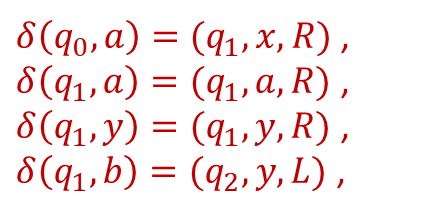 δ(q₀, a) = (q₁, x, R) ,
δ(q₁, a) = (q₁, a, R) ,
δ(q₁, y) = (q₁, y, R) ,
δ(q₁, b) = (q₂, y, L) ,